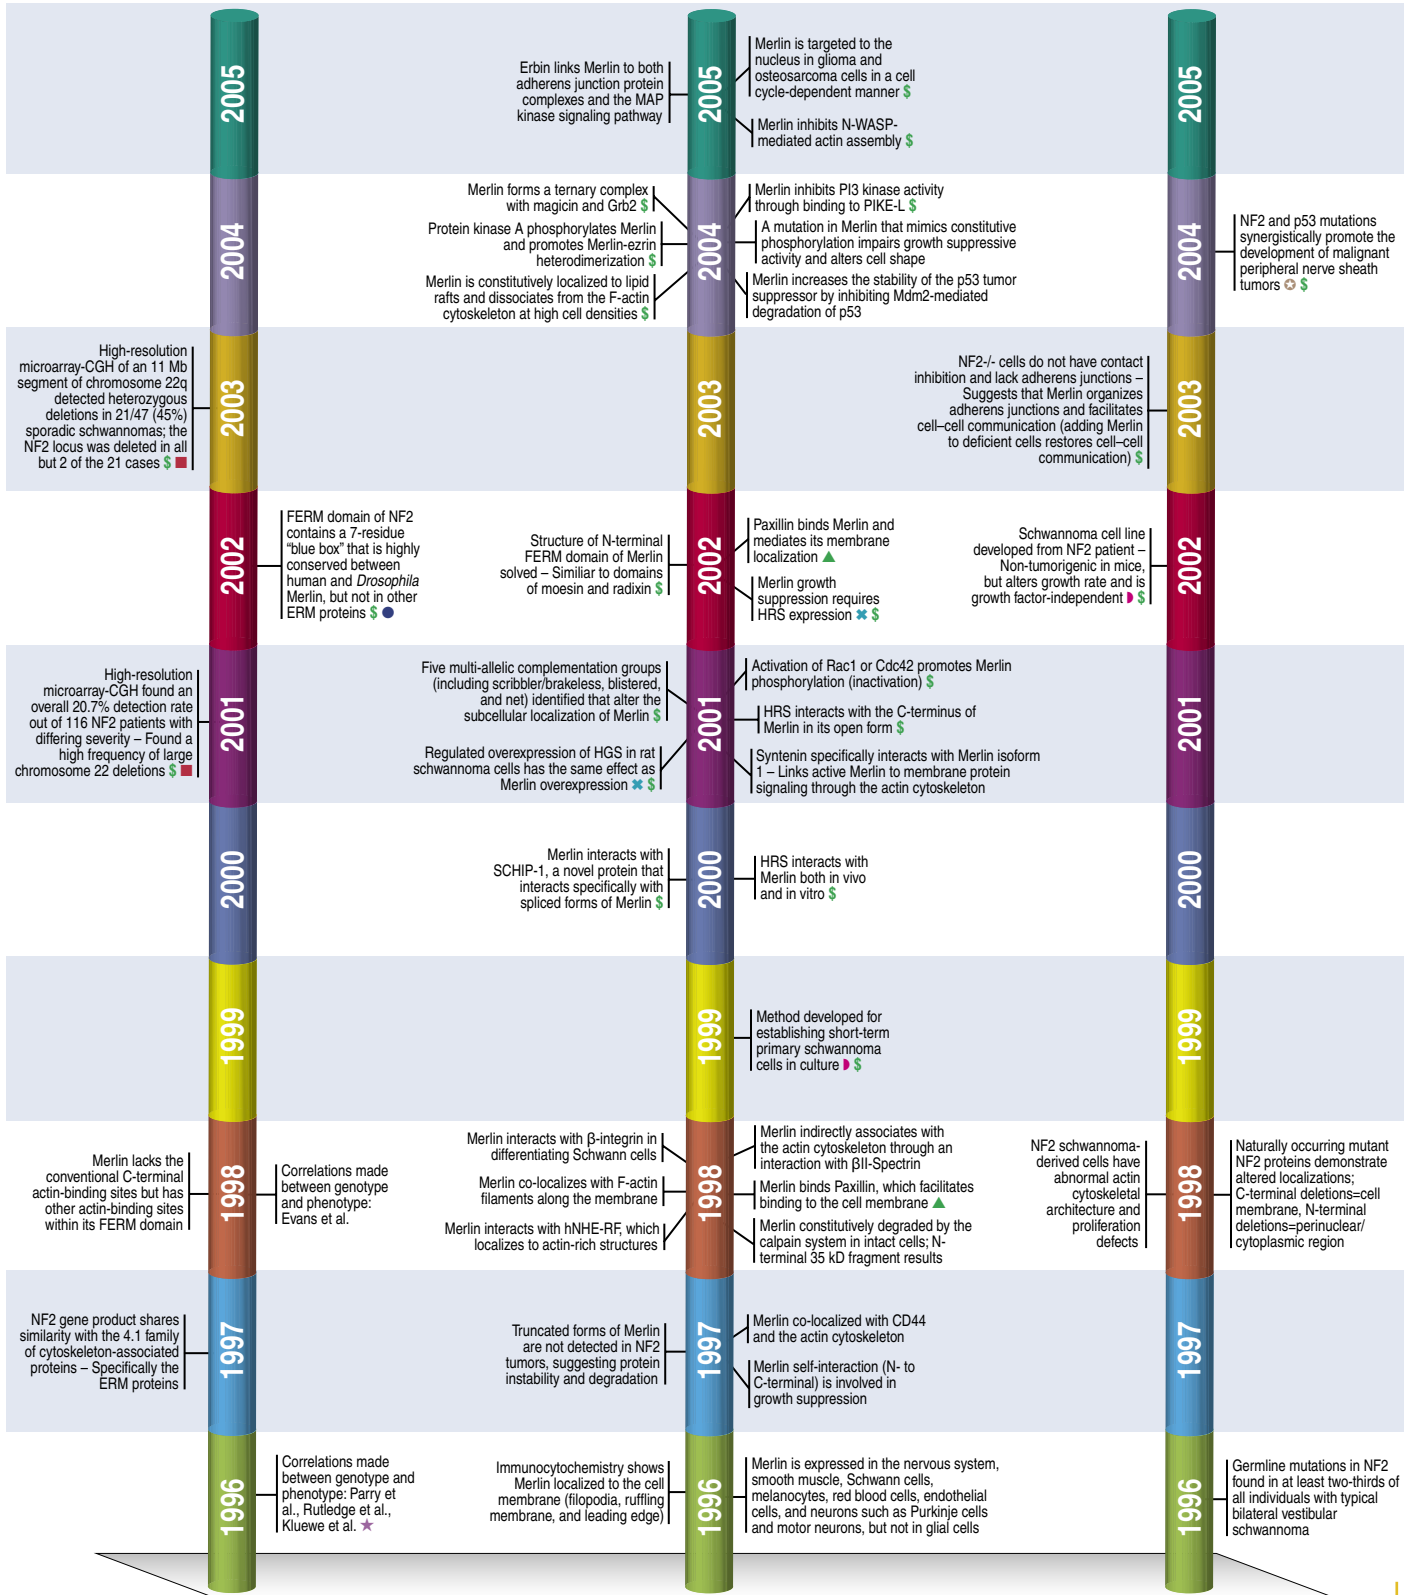 2005
2005
2005
Erbin links Merlin to both
adherens junction protein
complexes and the MAP
kinase signaling pathway
Merlin is targeted to the
nucleus in glioma and
osteosarcoma cells in a cell
cycle-dependent manner $
Merlin inhibits N-WASP-
mediated actin assembly $
2004
2004
2004
Merlin forms a ternary complex
with magicin and Grb2 $
Protein kinase A phosphorylates Merlin
and promotes Merlin-ezrin
heterodimerization $
Merlin is constitutively localized to lipid
rafts and dissociates from the F-actin
cytoskeleton at high cell densities $
Merlin inhibits PI3 kinase activity
through binding to PIKE-L $
A mutation in Merlin that mimics constitutive
phosphorylation impairs growth suppressive
activity and alters cell shape
Merlin increases the stability of the p53 tumor
suppressor by inhibiting Mdm2-mediated
degradation of p53
NF2 and p53 mutations
synergistically promote the
development of malignant
peripheral nerve sheath
tumors ✪ $
High-resolution
microarray-CGH of an 11 Mb
segment of chromosome 22q
detected heterozygous
deletions in 21/47 (45%)
sporadic schwannomas; the
NF2 locus was deleted in all
but 2 of the 21 cases $ ■
2003
2003
2003
NF2-/- cells do not have contact
inhibition and lack adherens junctions –
Suggests that Merlin organizes
adherens junctions and facilitates
cell–cell communication (adding Merlin
to deficient cells restores cell–cell
communication) $
2002
2002
2002
FERM domain of NF2
contains a 7-residue
“blue box” that is highly
conserved between
human and Drosophila
Merlin, but not in other
ERM proteins $ ●
Structure of N-terminal
FERM domain of Merlin
solved – Similiar to domains
of moesin and radixin $
Paxillin binds Merlin and
mediates its membrane
localization ▲
Merlin growth
suppression requires
HRS expression ✖ $
Schwannoma cell line
developed from NF2 patient –
Non-tumorigenic in mice,
but alters growth rate and is
growth factor-independent ◗ $
High-resolution
microarray-CGH found an
overall 20.7% detection rate
out of 116 NF2 patients with
differing severity – Found a
high frequency of large
chromosome 22 deletions $ ■
2001
2001
2001
Five multi-allelic complementation groups
(including scribbler/brakeless, blistered,
and net) identified that alter the
subcellular localization of Merlin $
Regulated overexpression of HGS in rat
schwannoma cells has the same effect as
Merlin overexpression ✖ $
Activation of Rac1 or Cdc42 promotes Merlin
phosphorylation (inactivation) $
HRS interacts with the C-terminus of
Merlin in its open form $
Syntenin specifically interacts with Merlin isoform
1 – Links active Merlin to membrane protein
signaling through the actin cytoskeleton
2000
2000
2000
Merlin interacts with
SCHIP-1, a novel protein that
interacts specifically with
spliced forms of Merlin $
HRS interacts with
Merlin both in vivo
and in vitro $
1999
1999
1999
Method developed for
establishing short-term
primary schwannoma
cells in culture ◗ $
Merlin lacks the
conventional C-terminal
actin-binding sites but has
other actin-binding sites
within its FERM domain
1998
1998
1998
Correlations made
between genotype
and phenotype:
Evans et al.
Merlin interacts with β-integrin in
differentiating Schwann cells
Merlin co-localizes with F-actin
filaments along the membrane
Merlin interacts with hNHE-RF, which
localizes to actin-rich structures
Merlin indirectly associates with
the actin cytoskeleton through an
interaction with βII-Spectrin
Merlin binds Paxillin, which facilitates
binding to the cell membrane ▲
Merlin constitutively degraded by the
calpain system in intact cells; N-
terminal 35 kD fragment results
NF2 schwannoma-
derived cells have
abnormal actin
cytoskeletal
architecture and
proliferation
defects
Naturally occurring mutant
NF2 proteins demonstrate
altered localizations;
C-terminal deletions=cell
membrane, N-terminal
deletions=perinuclear/
cytoplasmic region
NF2 gene product shares
similarity with the 4.1 family
of cytoskeleton-associated
proteins – Specifically the
ERM proteins
1997
1997
1997
Truncated forms of Merlin
are not detected in NF2
tumors, suggesting protein
instability and degradation
Merlin co-localized with CD44
and the actin cytoskeleton
Merlin self-interaction (N- to
C-terminal) is involved in
growth suppression
1996
1996
1996
Correlations made
between genotype and
phenotype: Parry et
al., Rutledge et al.,
Kluewe et al. ★
Immunocytochemistry shows
Merlin localized to the cell
membrane (filopodia, ruffling
membrane, and leading edge)
Merlin is expressed in the nervous system,
smooth muscle, Schwann cells,
melanocytes, red blood cells, endothelial
cells, and neurons such as Purkinje cells
and motor neurons, but not in glial cells
Germline mutations in NF2
found in at least two-thirds of
all individuals with typical
bilateral vestibular
schwannoma